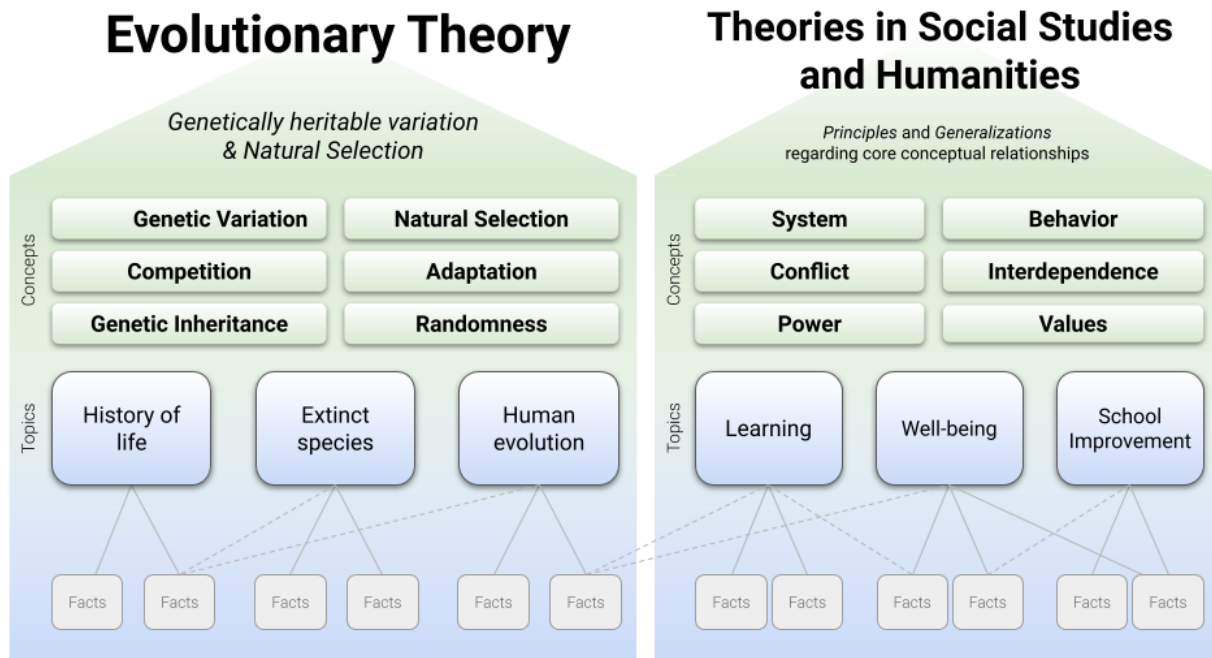 Evolutionary Theory
Genetically heritable variation
& Natural Selection
Concepts
Genetic Variation
Natural Selection
Competition
Adaptation
Genetic Inheritance
Randomness
Topics
History of
life
Extinct
species
Human
evolution
Facts
Facts
Facts
Facts
Facts
Facts
Theories in Social Studies
and Humanities
Principles and Generalizations
regarding core conceptual relationships
Concepts
System
Behavior
Conflict
Interdependence
Power
Values
Topics
Learning
Well-being
School
Improvement
Facts
Facts
Facts
Facts
Facts
Facts